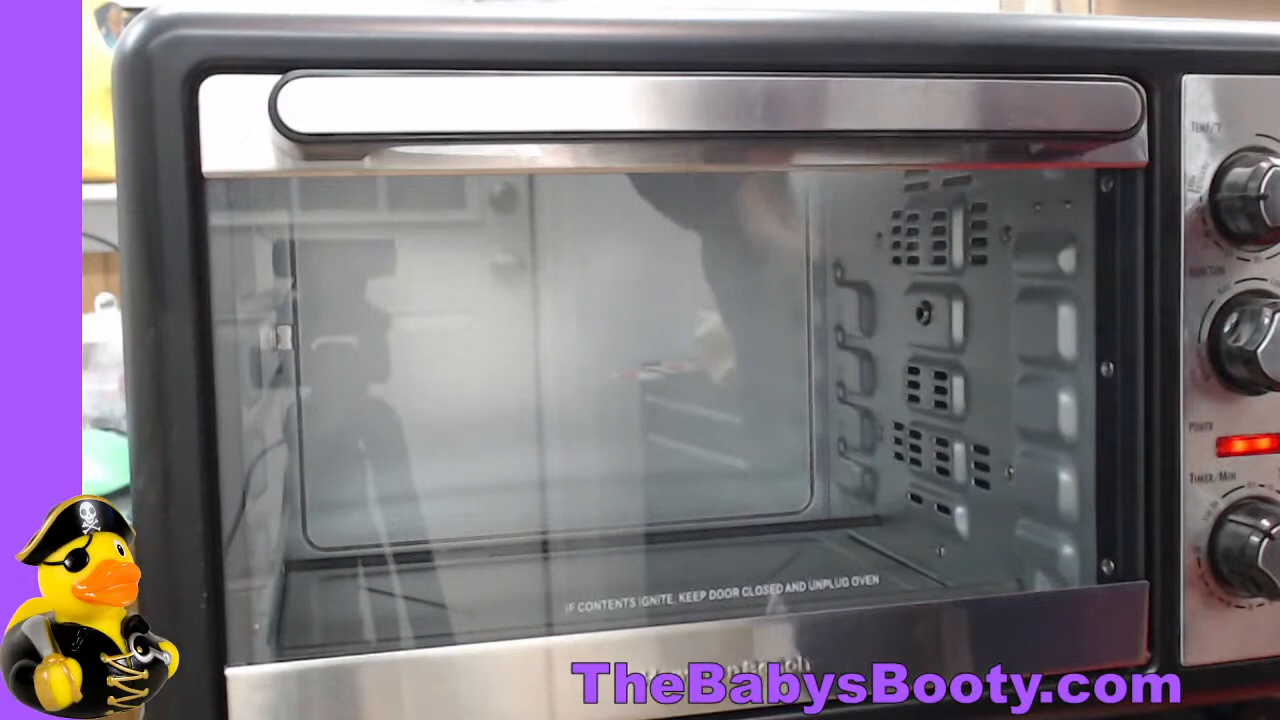 TEMP/°F
FUNCTION
POWER
TIMER/MIN
IF CONTENTS IGNITE, KEEP DOOR CLOSED AND UNPLUG OVEN
TheBabysBooty.com